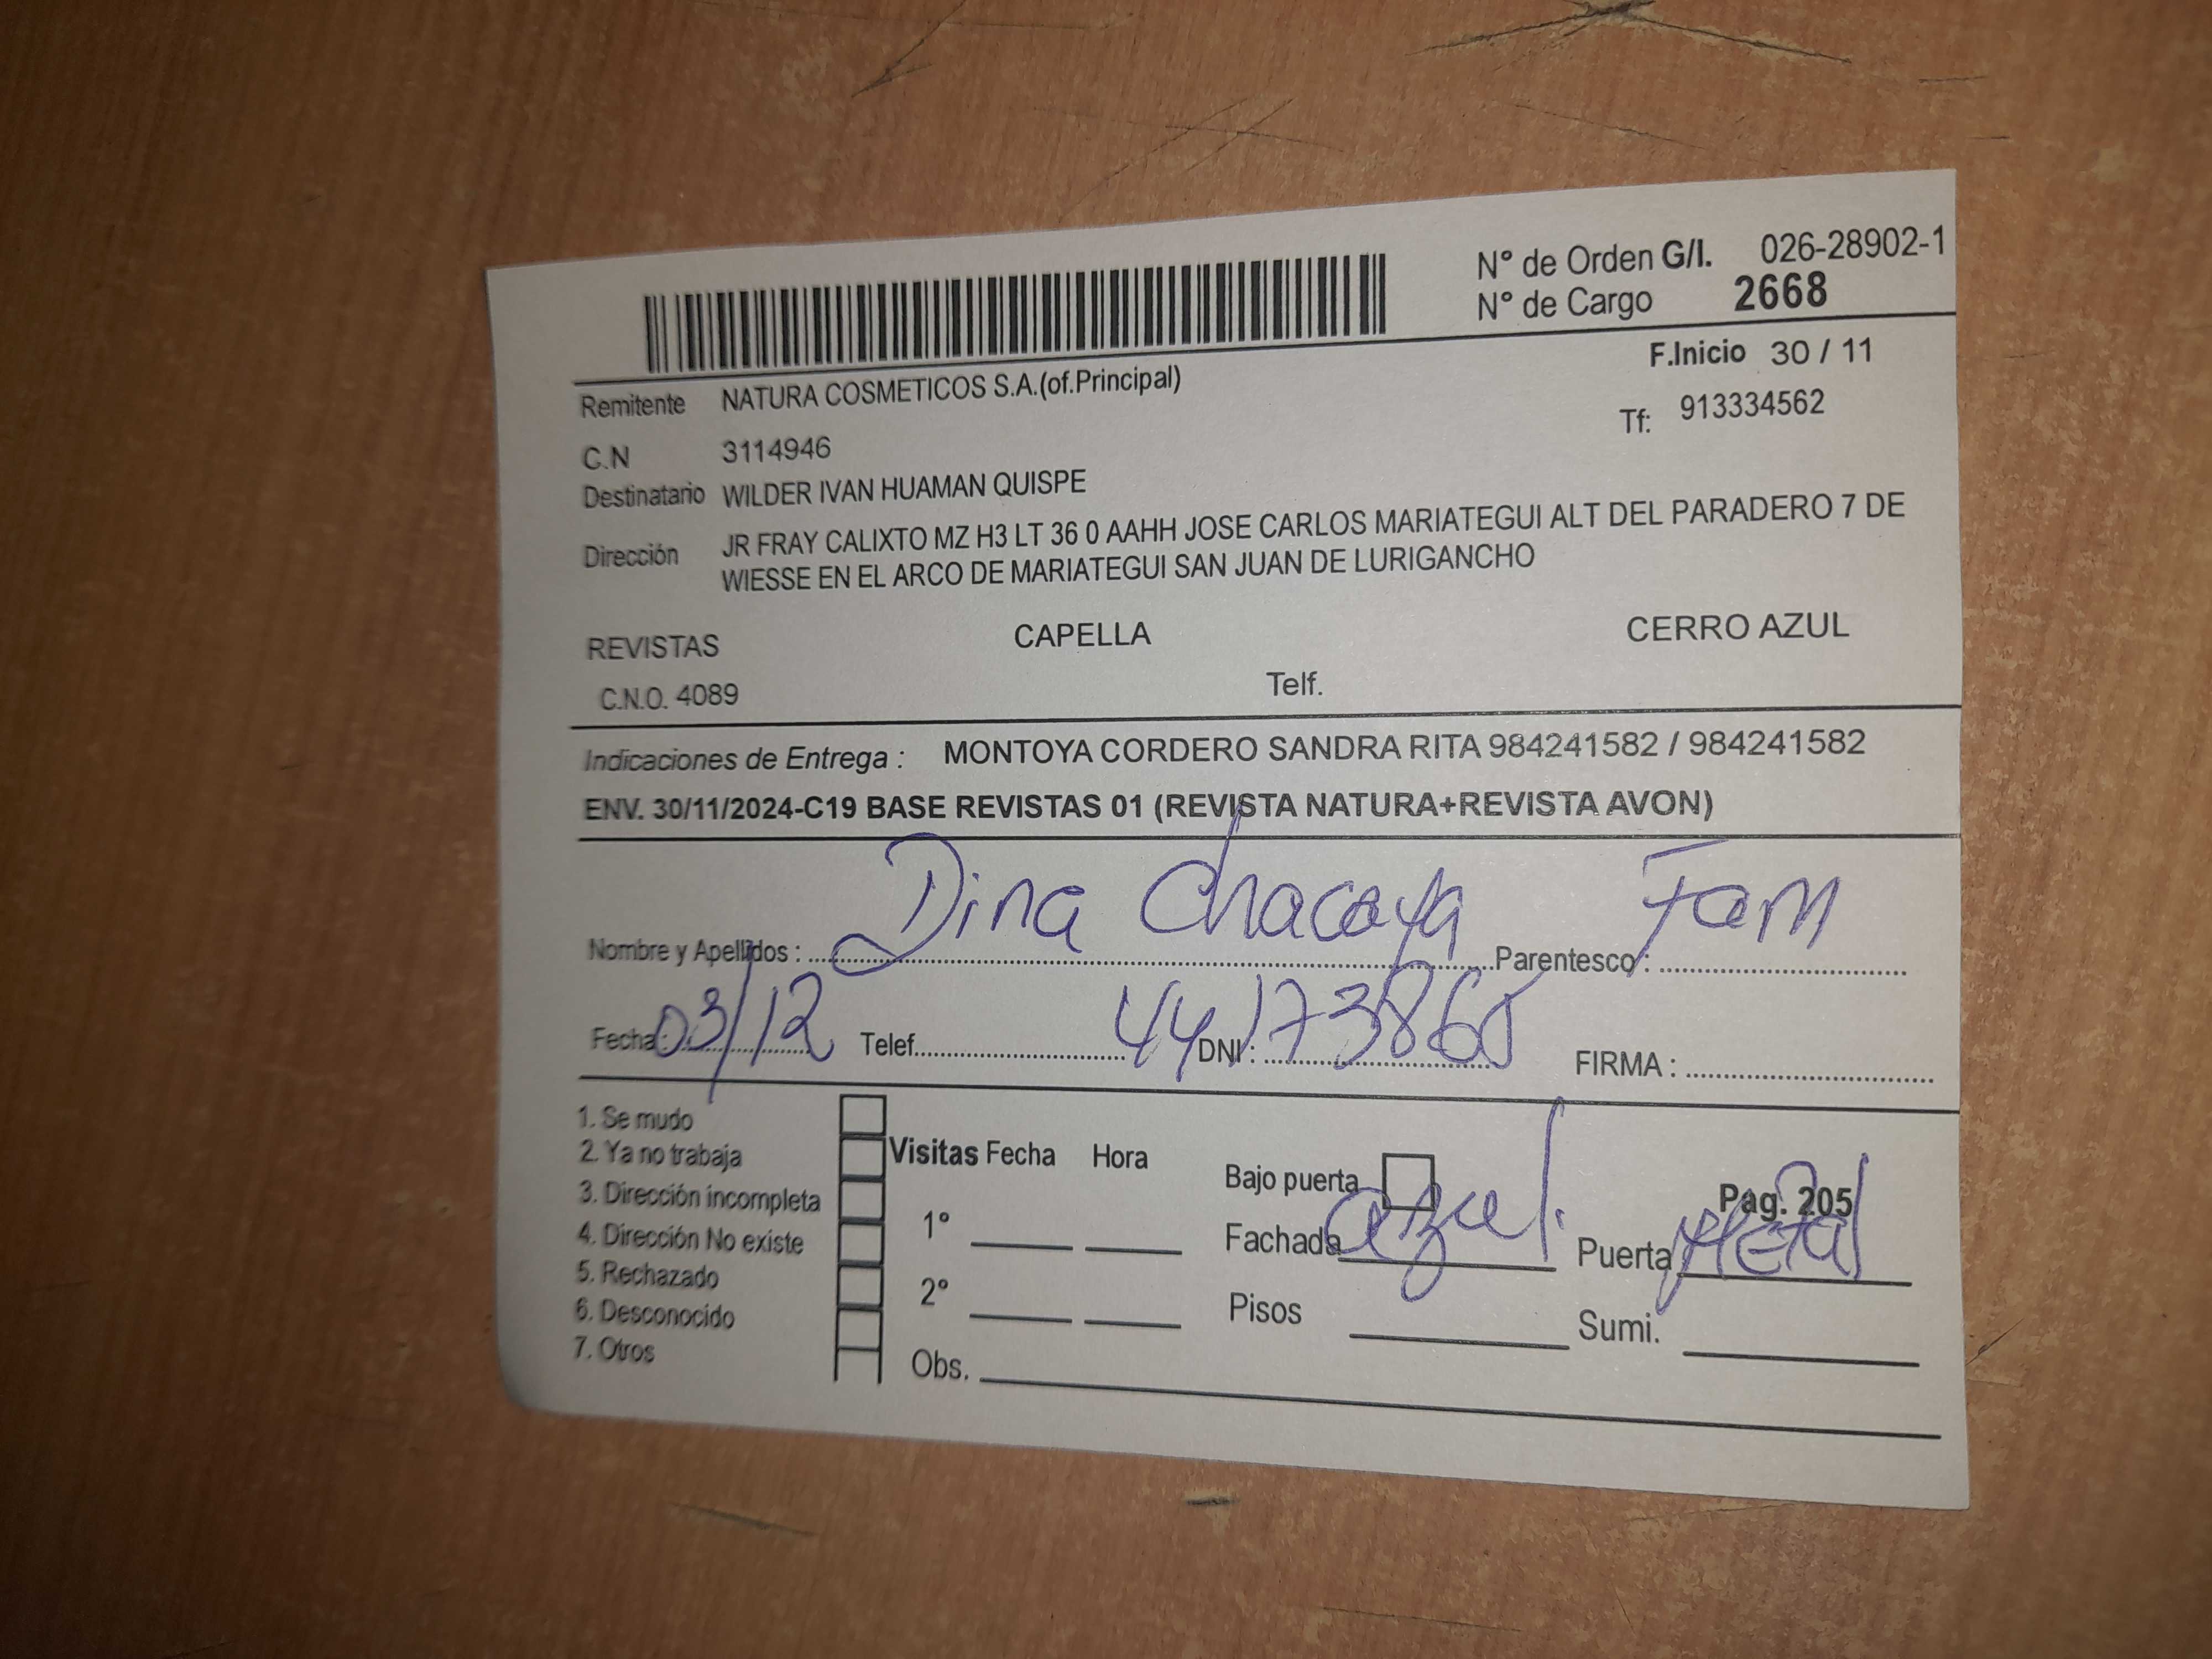 N° de Orden G/I. 026-28902-1
N° de Cargo 2668
F.Inicio 30 / 11
Remitente NATURA COSMETICOS S.A.(of.Principal)
Tf: 913334562
C.N 3114946
Destinatario WILDER IVAN HUAMAN QUISPE
Dirección JR FRAY CALIXTO MZ H3 LT 36 0 AAHH JOSE CARLOS MARIATEGUI ALT DEL PARADERO 7 DE
WIESSE EN EL ARCO DE MARIATEGUI SAN JUAN DE LURIGANCHO
REVISTAS CAPELLA CERRO AZUL
C.N.O. 4089 Telf.
Indicaciones de Entrega : MONTOYA CORDERO SANDRA RITA 984241582 / 984241582
ENV. 30/11/2024-C19 BASE REVISTAS 01 (REVISTA NATURA+REVISTA AVON)
Nombre y Apellidos : Dina Chacaya Parentesco : Fam
Fecha : 03/12 Telef. DNI : 44173865 FIRMA :
1. Se mudo
2. Ya no trabaja
3. Dirección incompleta
4. Dirección No existe
5. Rechazado
6. Desconocido
7. Otros
Visitas Fecha Hora
1°
2°
Obs.
Bajo puerta
Pag. 205
Fachada azul. Puerta Metal
Pisos Sumi.